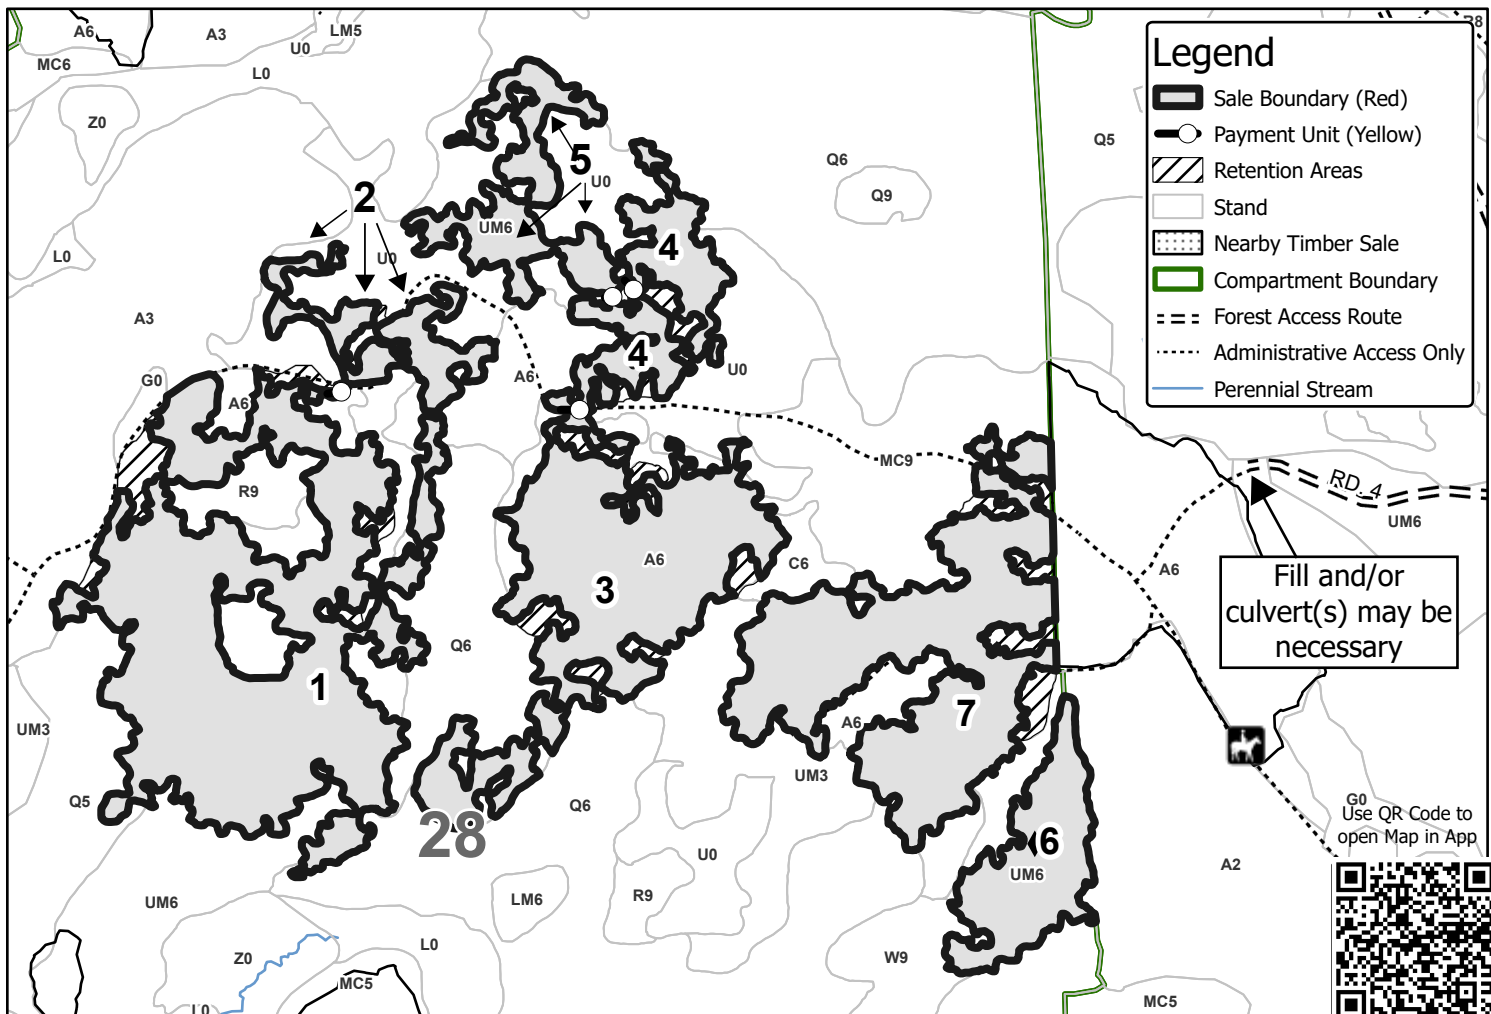 A6
A3
U0
LM5
MC6
L0
Z0
Legend
Sale Boundary (Red)
Payment Unit (Yellow)
Retention Areas
Stand
Nearby Timber Sale
Compartment Boundary
Forest Access Route
Administrative Access Only
Perennial Stream
Q5
Q6
Q9
5
U0
2
UM6
4
L0
U0
A3
4
U0
G0
A6
A6
MC9
R9
RD. 4
UM6
A6
C6
A6
3
Fill and/or
culvert(s) may be
necessary
Q6
1
7
A6
UM3
UM3
Q5
Q6
28
G0
Use QR Code to
open Map in App
6
UM6
U0
A2
R9
LM6
UM6
L0
Z0
W9
MC5
MC5
L0